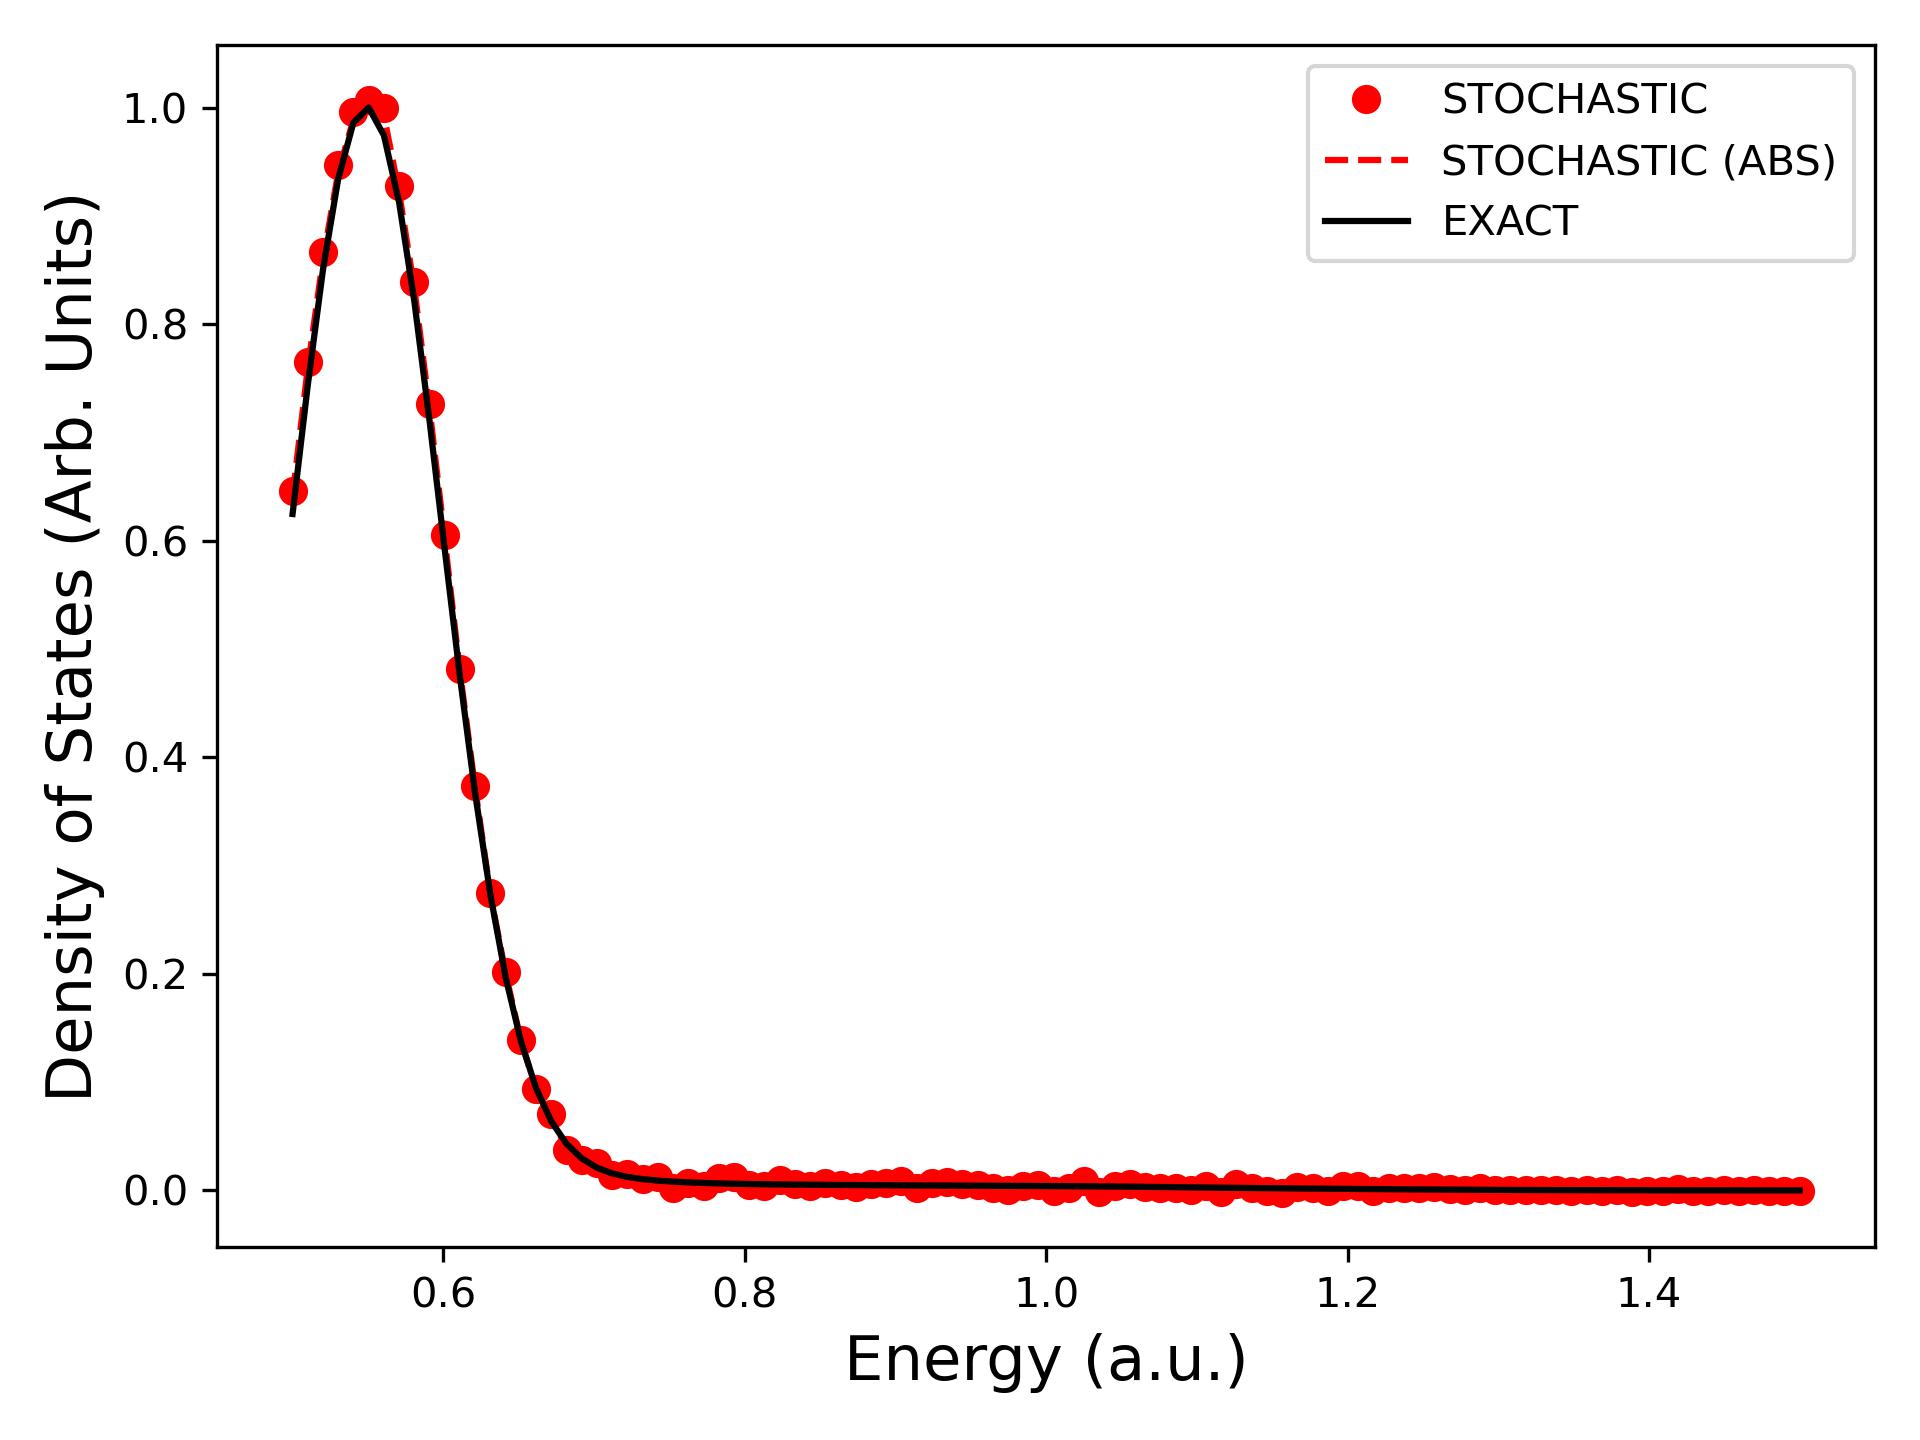 STOCHASTIC
STOCHASTIC (ABS)
EXACT
Density of States (Arb. Units)
1.0
0.8
0.6
0.4
0.2
0.0
0.6 0.8 1.0 1.2 1.4
Energy (a.u.)